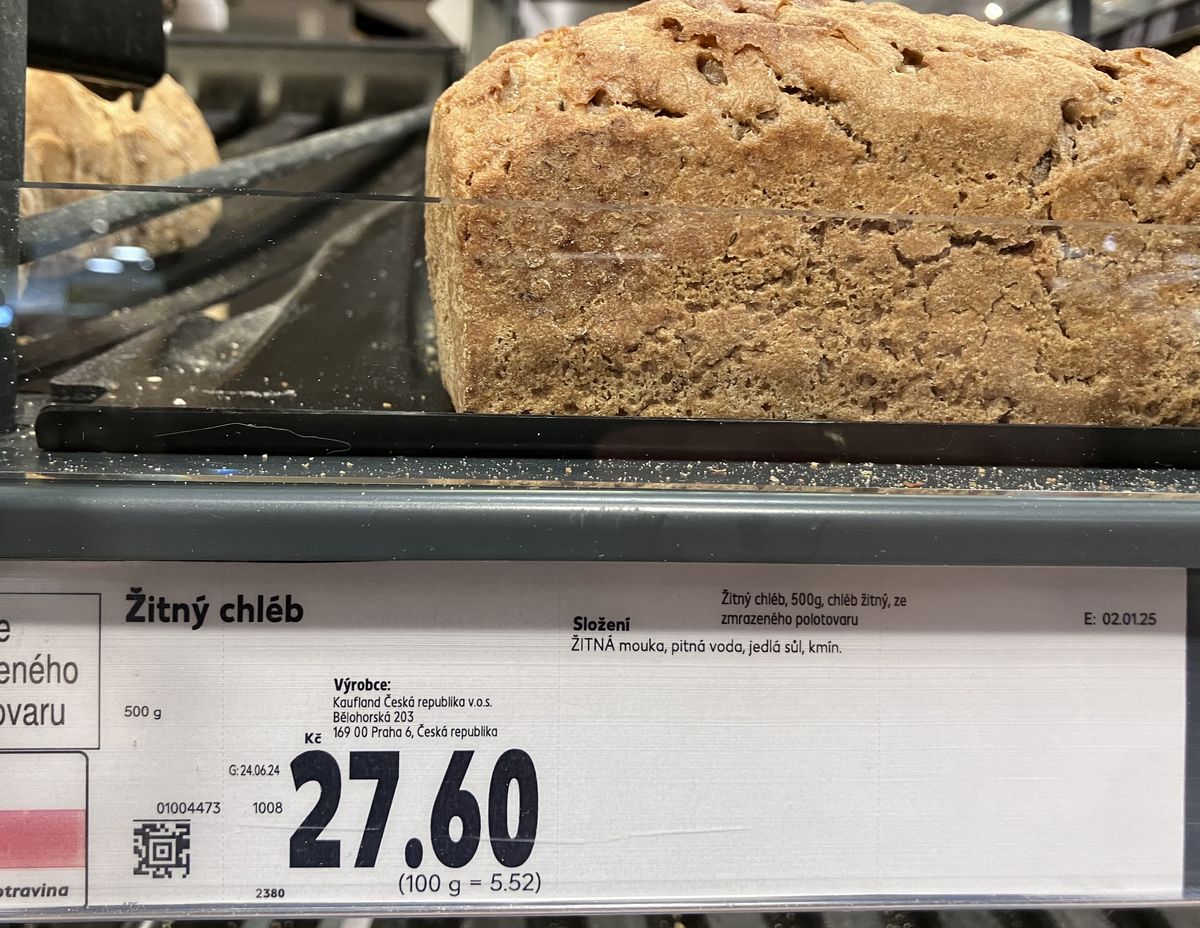 eného
ovaru
otravina
Žitný chléb
500 g
Výrobce:
Kaufland Česká republika v.o.s.
Bělohorská 203
169 00 Praha 6, Česká republika
Kč
G: 24.06.24
01004473 1008
27.60
(100 g = 5.52)
2380
Složení
ŽITNÁ mouka, pitná voda, jedlá sůl, kmín.
Žitný chléb, 500g, chléb žitný, ze
zmrazeného polotovaru
E: 02.01.25